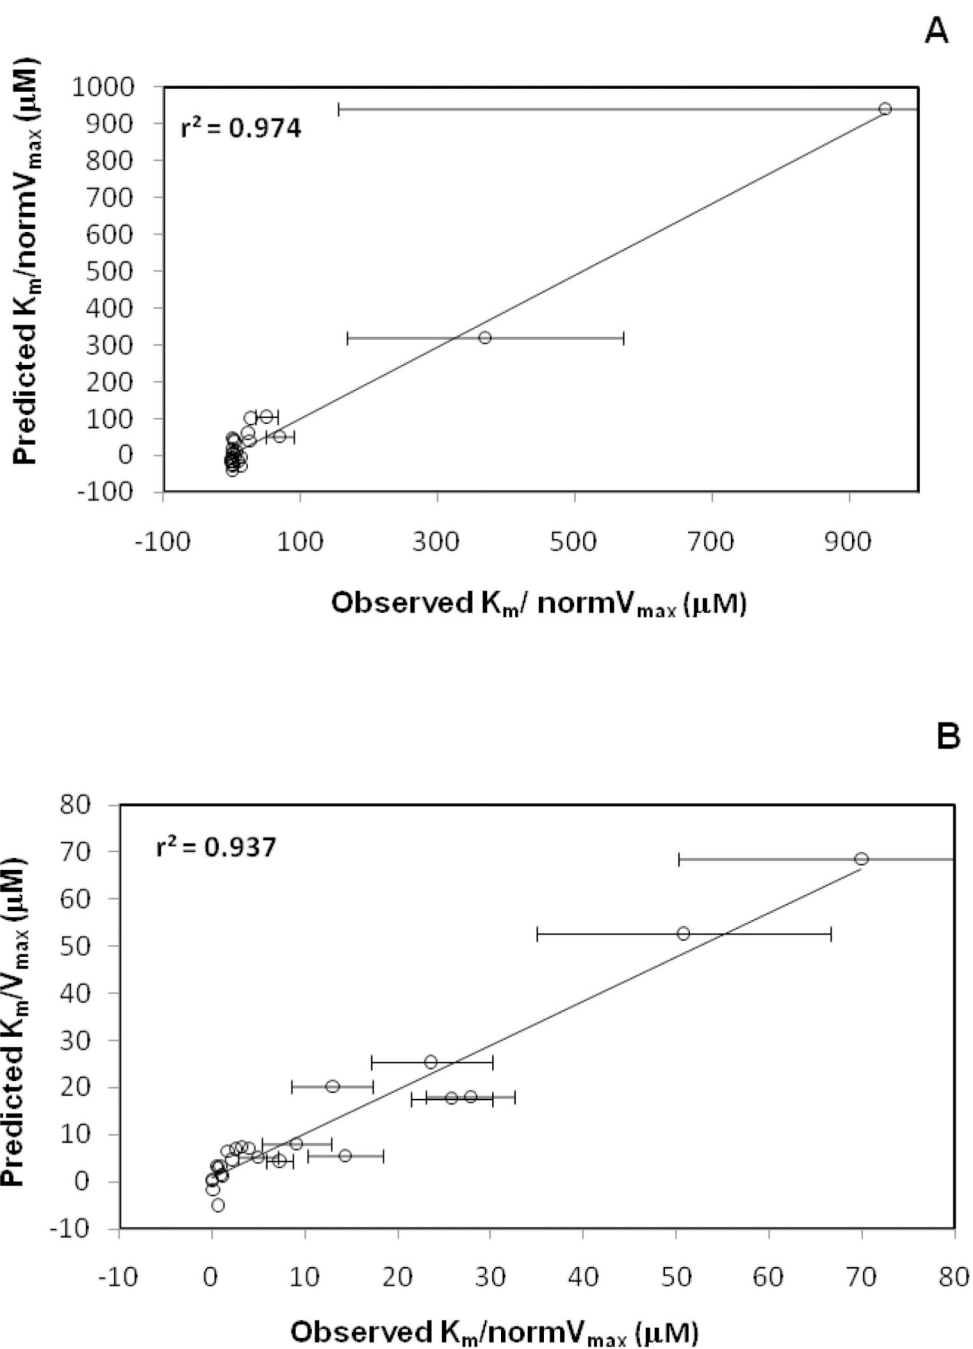 A
Predicted Km/normVmax (μM)
1000
900
800
700
600
500
400
300
200
100
0
-100
r² = 0.974
-100 100 300 500 700 900
Observed Km/ normVmax (μM)
B
Predicted Km/Vmax (μM)
80
70
60
50
40
30
20
10
0
-10
r² = 0.937
-10 0 10 20 30 40 50 60 70 80
Observed Km/normVmax (μM)